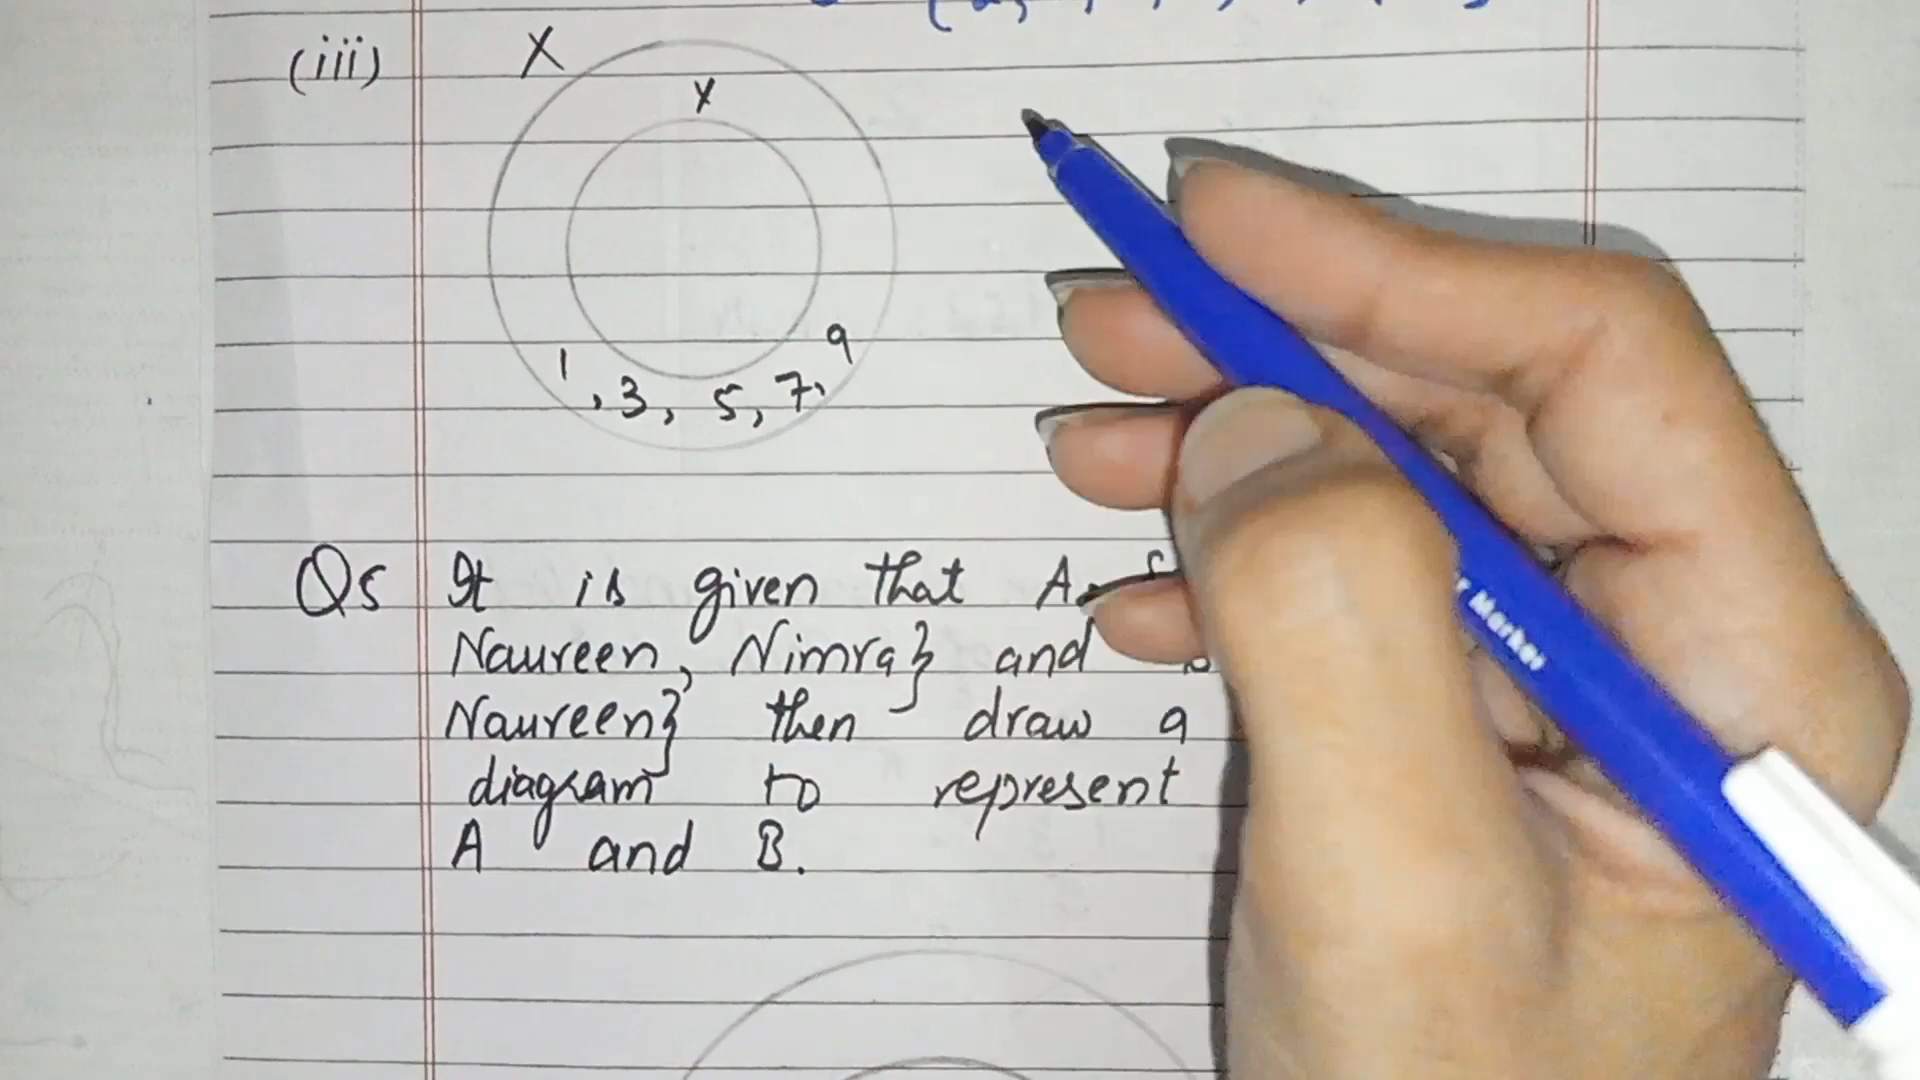 (iii) X
Y
9
1, 3, 5, 7,
Q5 It is given that A
Naureen, Nimra} and
Naureen} then draw a
diagram to represent
A and B.
Marker